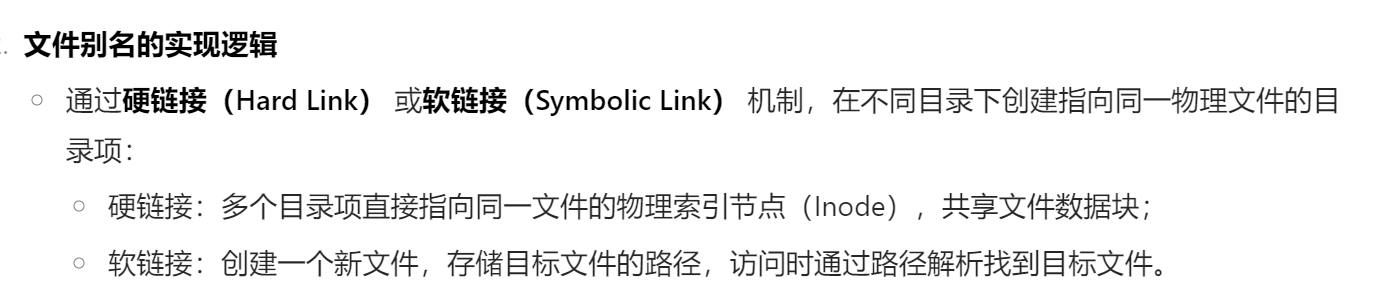 文件别名的实现逻辑
通过硬链接（Hard Link） 或软链接（Symbolic Link） 机制，在不同目录下创建指向同一物理文件的目
录项：
硬链接：多个目录项直接指向同一文件的物理索引节点（Inode），共享文件数据块；
软链接：创建一个新文件，存储目标文件的路径，访问时通过路径解析找到目标文件。